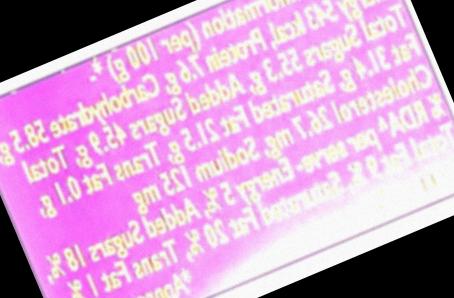 formation (per 100 g)*
y 543 kcal, Protein 7.6 g, Carbohydrate 58.5 g
Total Sugars 55.3 g, Added Sugars 45.9 g, Total
Fat 31.4 g, Saturated Fat 21.5 g, Trans Fat 0.1 g
Cholesterol 26.7 mg, Sodium 125 mg
% RDA* per serve. Energy 5 %, Added Sugars 18 %
Total Fat 9 %, Saturated Fat 20 %, Trans Fat 1 %